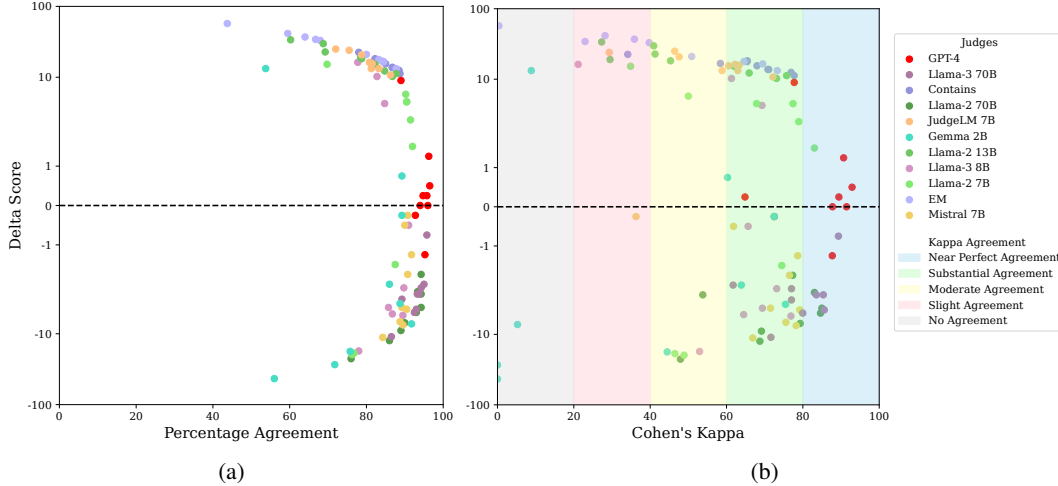 100
10
1
0
-1
-10
-100
Delta Score
0
20
40
60
80
100
Percentage Agreement
(a)
100
10
1
0
-1
-10
-100
0
20
40
60
80
100
Cohen's Kappa
(b)
Judges
GPT-4
Llama-3 70B
Contains
Llama-2 70B
JudgeLM 7B
Gemma 2B
Llama-2 13B
Llama-3 8B
Llama-2 7B
EM
Mistral 7B
Kappa Agreement
Near Perfect Agreement
Substantial Agreement
Moderate Agreement
Slight Agreement
No Agreement